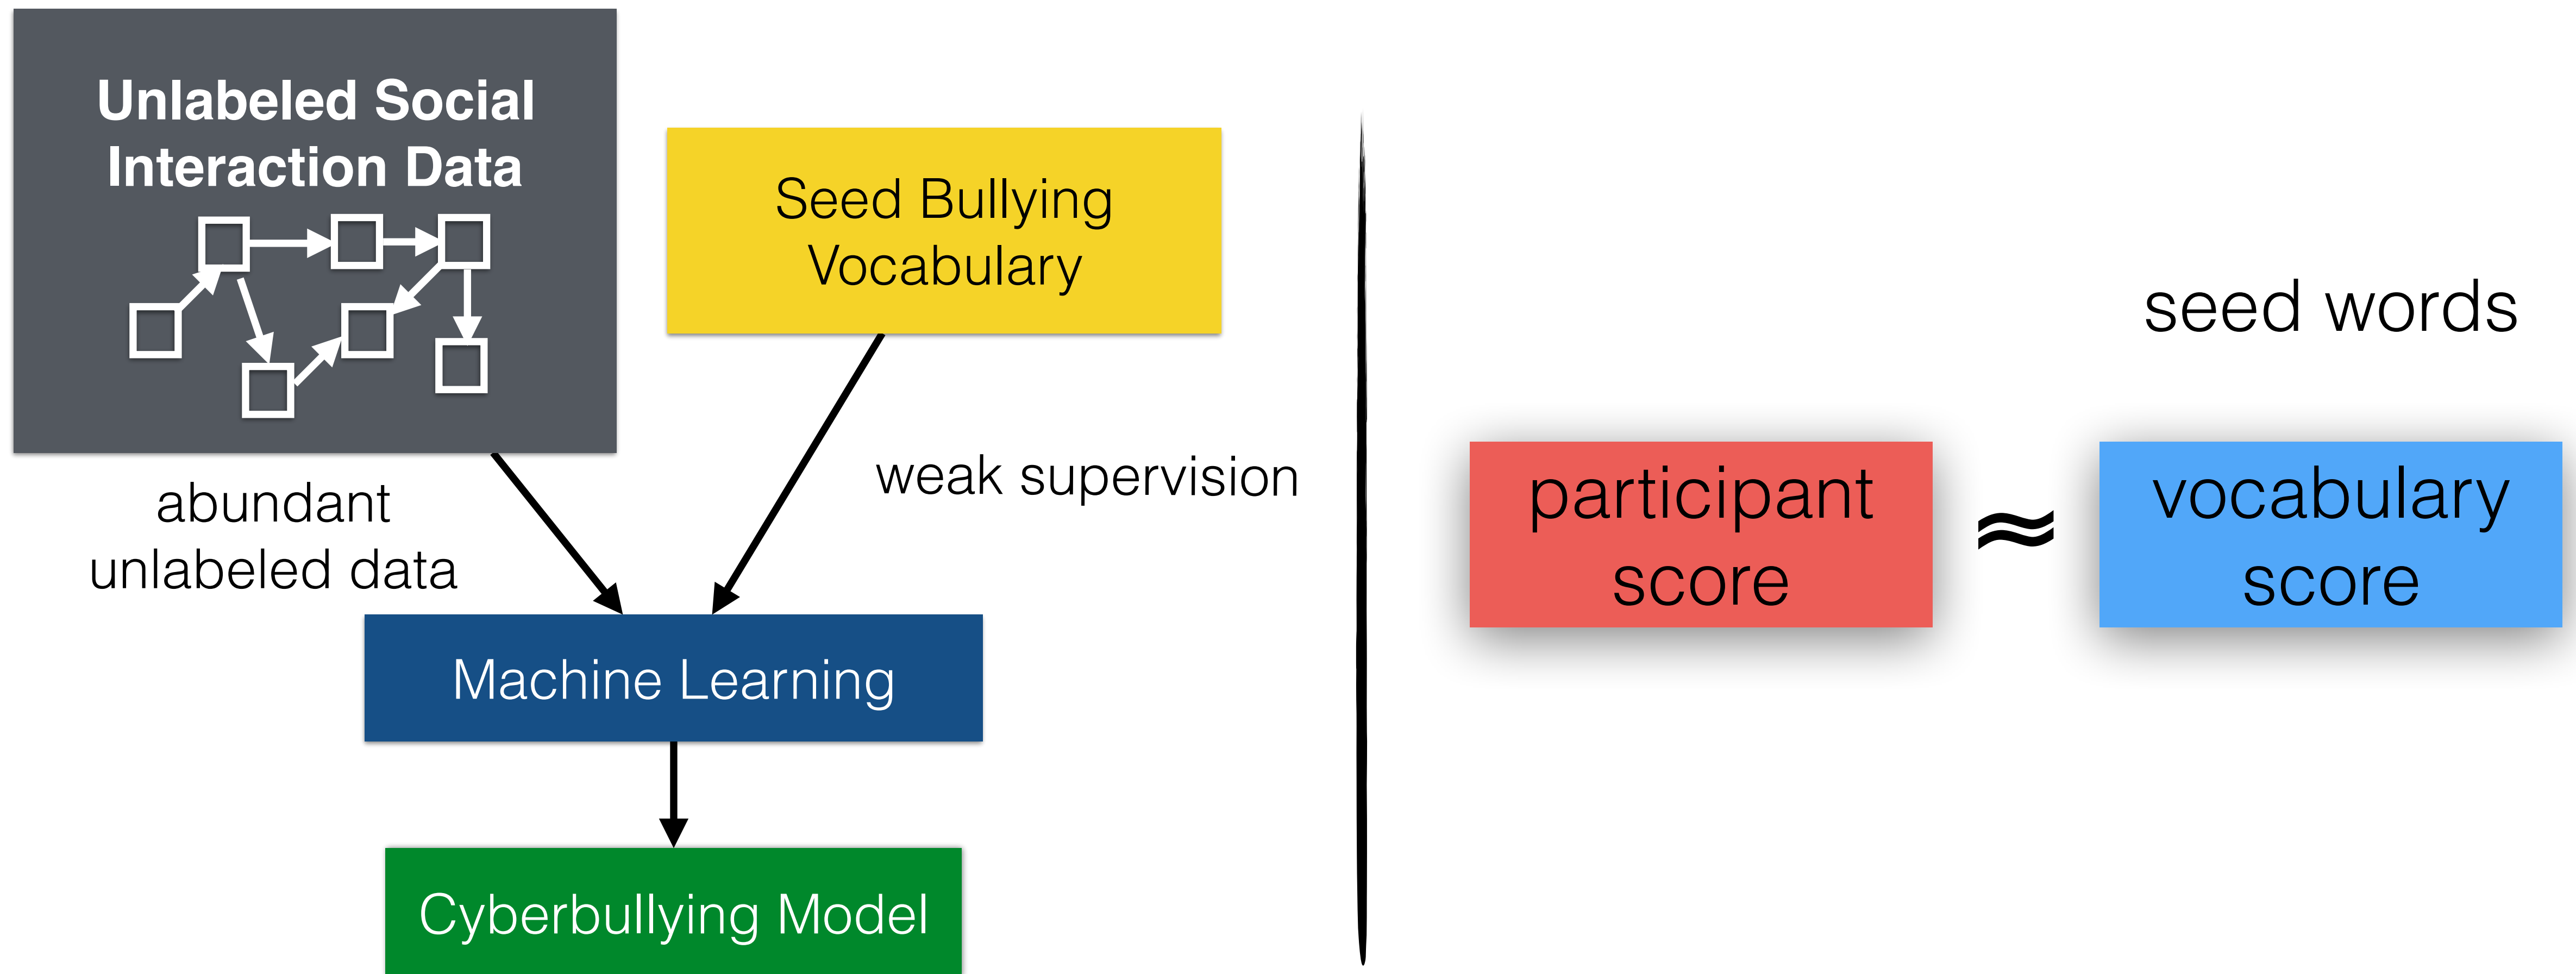 Unlabeled Social
Interaction Data
Seed Bullying
Vocabulary
abundant
unlabeled data
weak supervision
Machine Learning
Cyberbullying Model
seed words
participant
score
≈
vocabulary
score